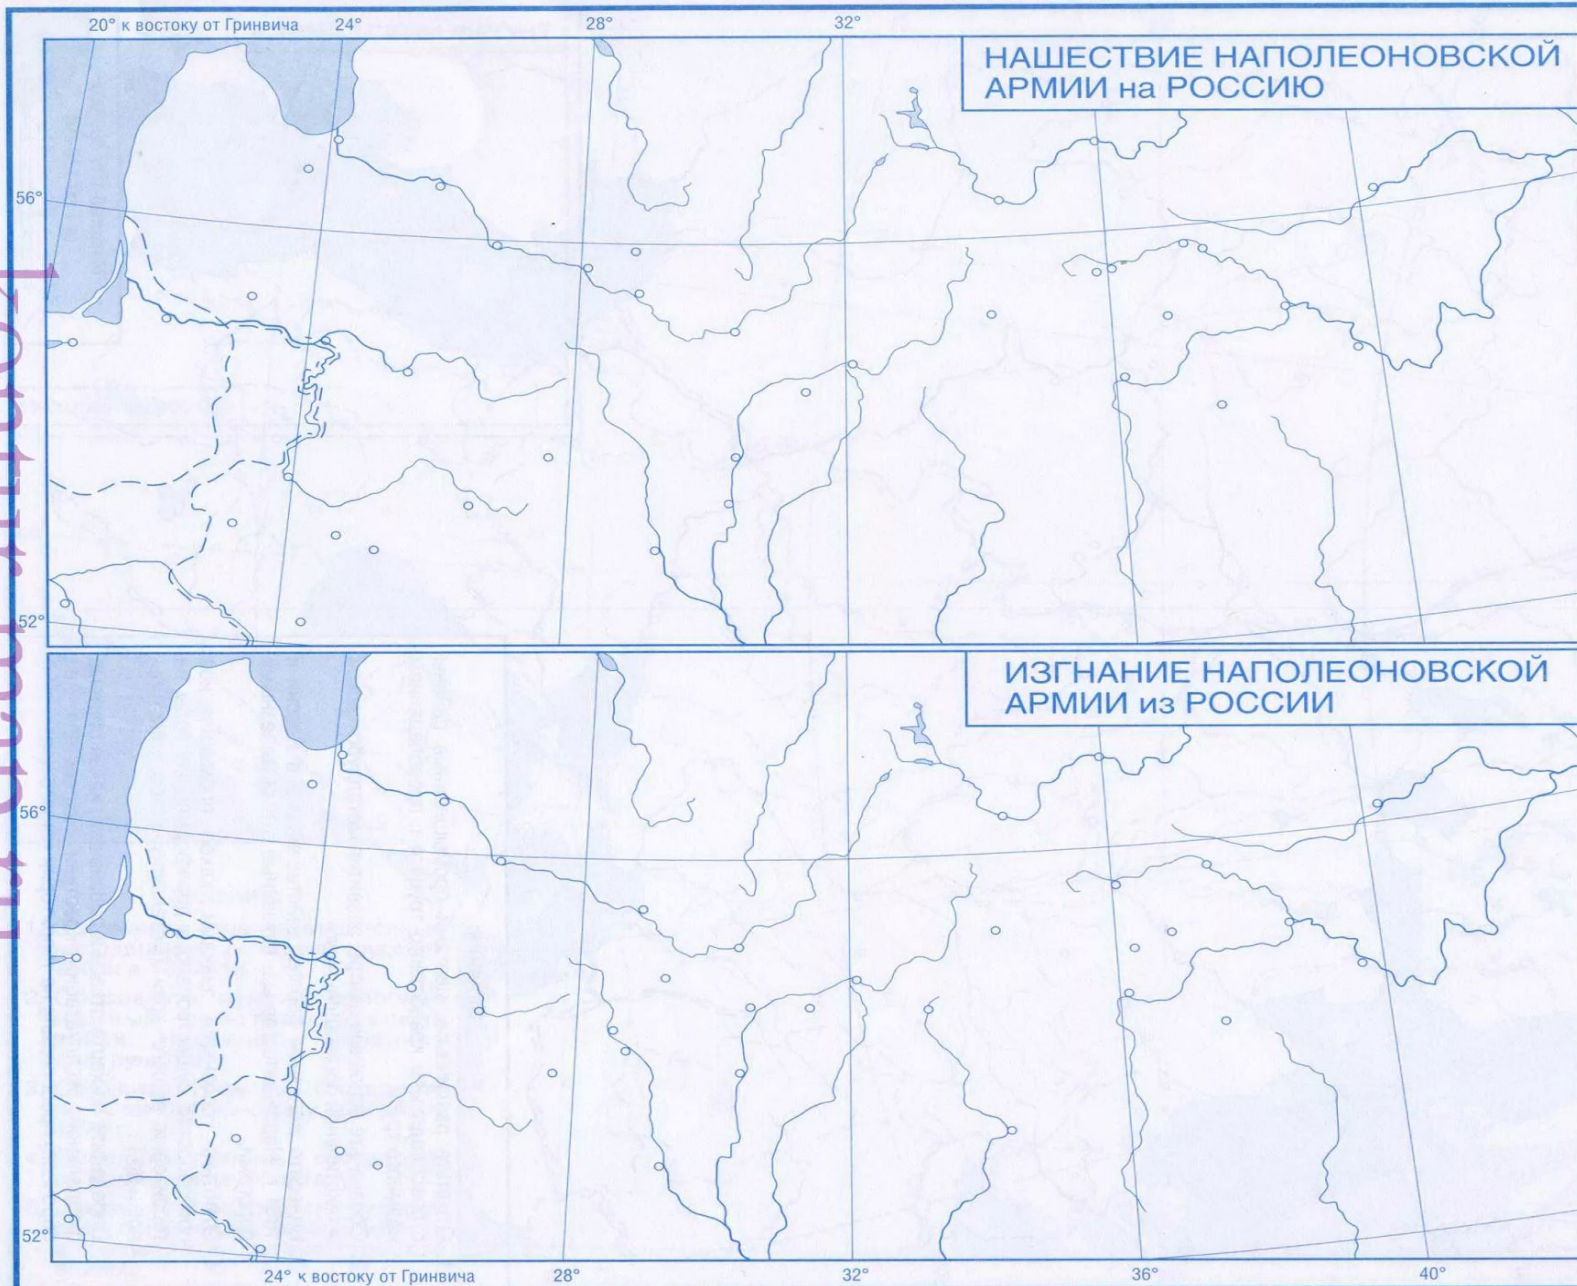 20° к востоку от Гринвича 24° 28° 32°
НАШЕСТВИЕ НАПОЛЕОНОВСКОЙ
АРМИИ на РОССИЮ
56°
52°
ИЗГНАНИЕ НАПОЛЕОНОВСКОЙ
АРМИИ из РОССИИ
56°
52°
24° к востоку от Гринвича 28° 32° 36° 40°